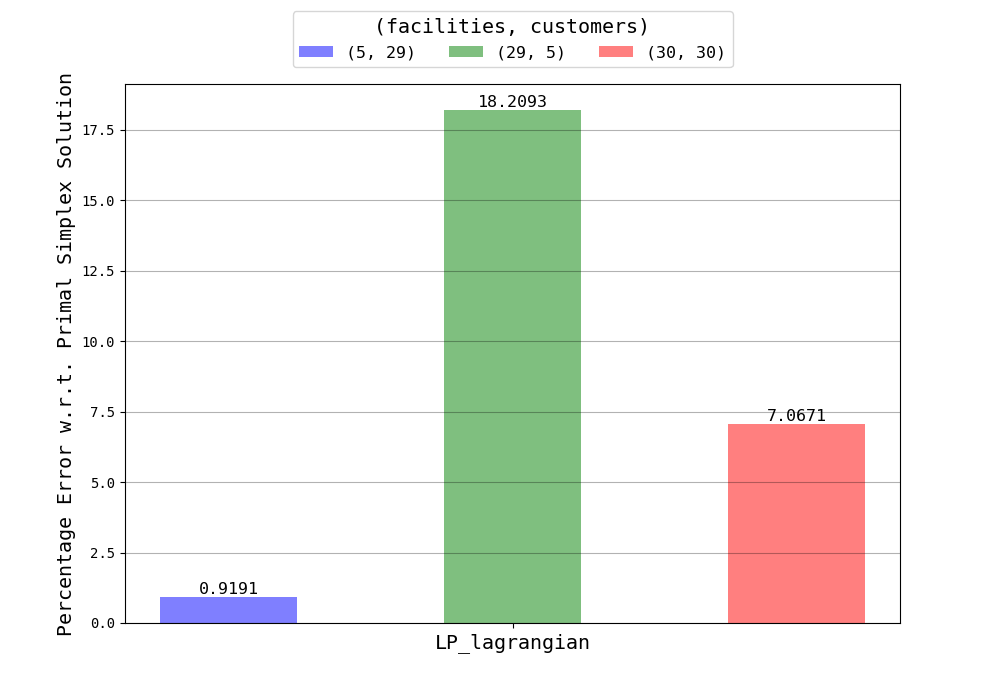 (facilities, customers)
(5, 29) (29, 5) (30, 30)
Percentage Error w.r.t. Primal Simplex Solution
17.5
15.0
12.5
10.0
7.5
5.0
2.5
0.0
0.9191
18.2093
7.0671
LP_lagrangian